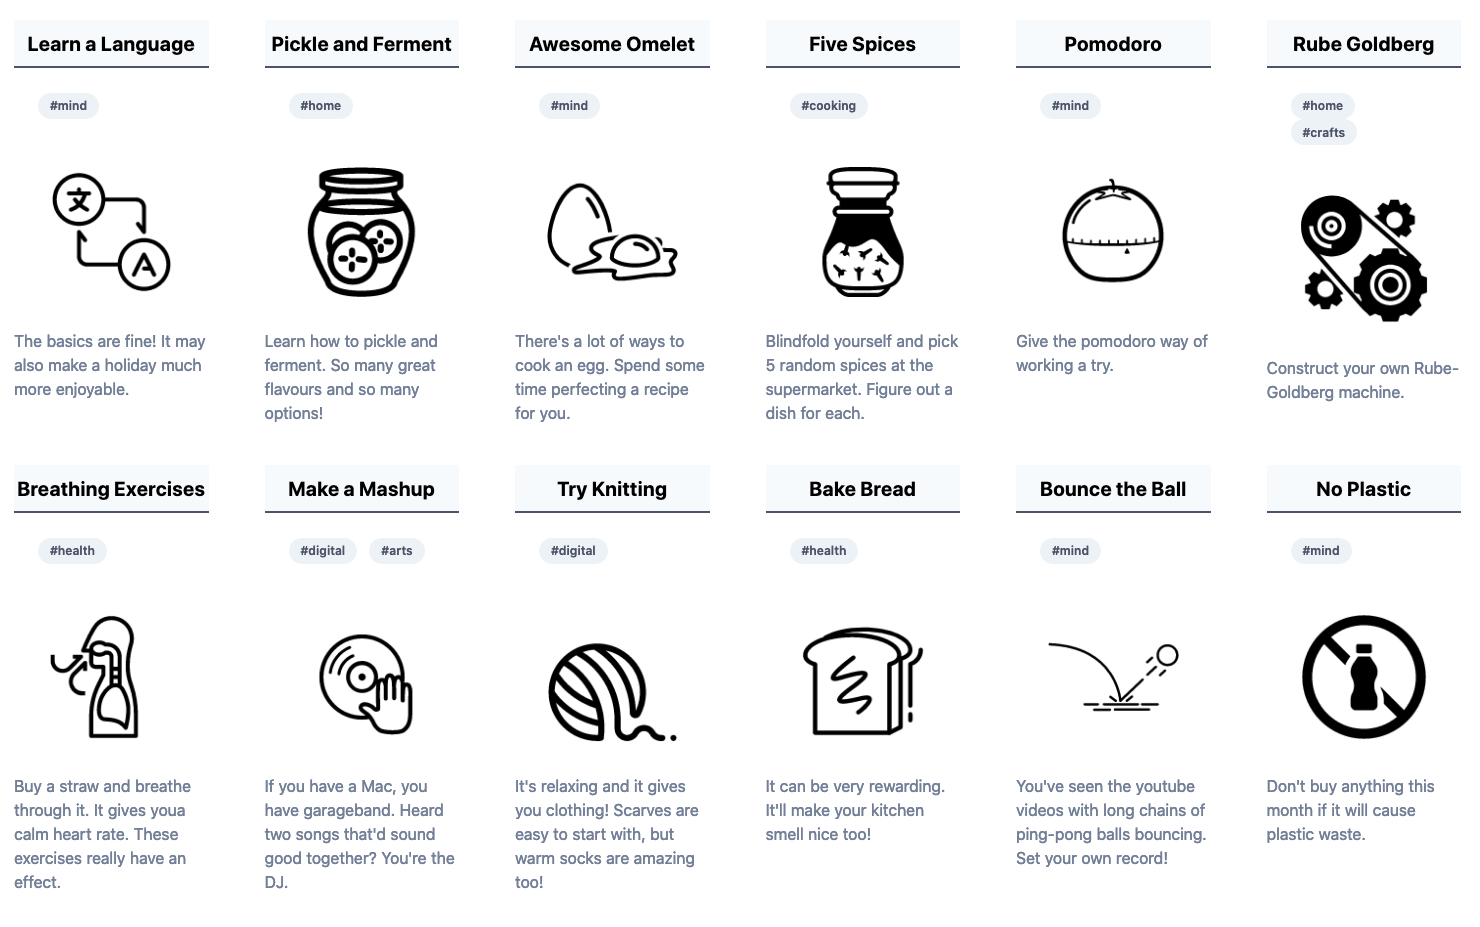 Learn a Language
#mind
文
A
The basics are fine! It may
also make a holiday much
more enjoyable.
Pickle and Ferment
#home
Learn how to pickle and
ferment. So many great
flavours and so many
options!
Awesome Omelet
#mind
There's a lot of ways to
cook an egg. Spend some
time perfecting a recipe
for you.
Five Spices
#cooking
Blindfold yourself and pick
5 random spices at the
supermarket. Figure out a
dish for each.
Pomodoro
#mind
Give the pomodoro way of
working a try.
Rube Goldberg
#home
#crafts
Construct your own Rube-
Goldberg machine.
Breathing Exercises
#health
Buy a straw and breathe
through it. It gives youa
calm heart rate. These
exercises really have an
effect.
Make a Mashup
#digital #arts
If you have a Mac, you
have garageband. Heard
two songs that'd sound
good together? You're the
DJ.
Try Knitting
#digital
It's relaxing and it gives
you clothing! Scarves are
easy to start with, but
warm socks are amazing
too!
Bake Bread
#health
It can be very rewarding.
It'll make your kitchen
smell nice too!
Bounce the Ball
#mind
You've seen the youtube
videos with long chains of
ping-pong balls bouncing.
Set your own record!
No Plastic
#mind
Don't buy anything this
month if it will cause
plastic waste.